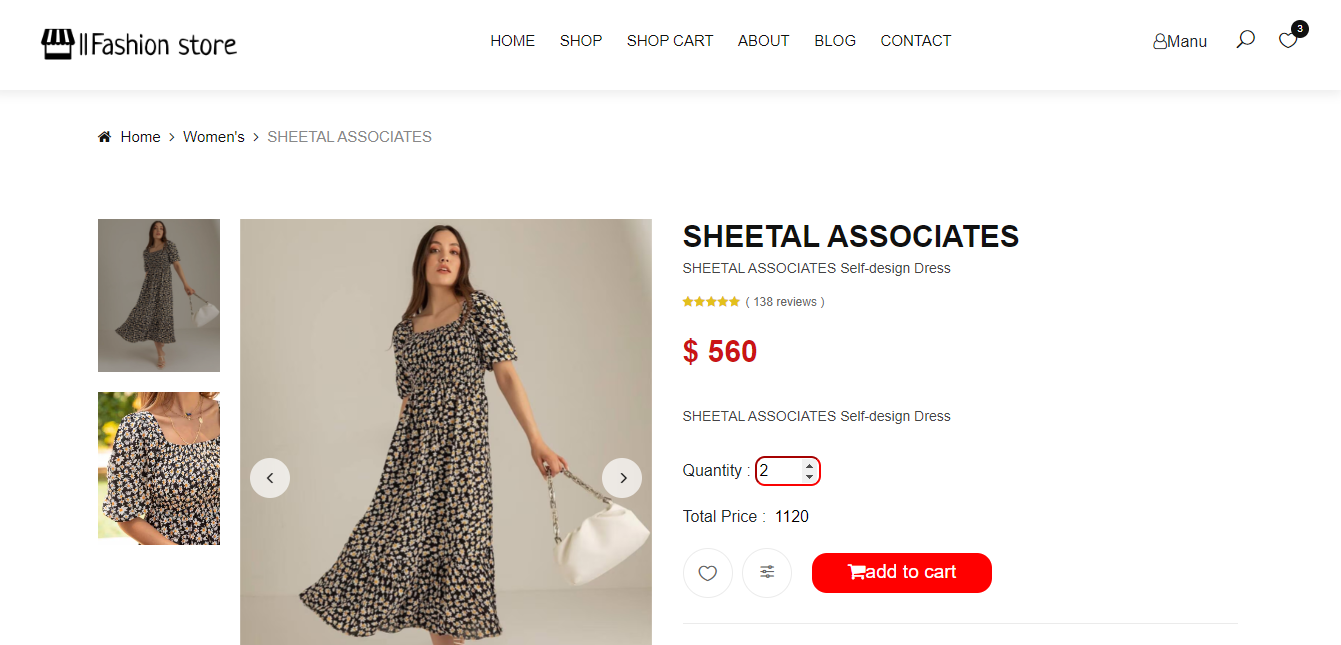 Fashion store
HOME SHOP SHOP CART ABOUT BLOG CONTACT
Manu
3
Home > Women's > SHEETAL ASSOCIATES
SHEETAL ASSOCIATES
SHEETAL ASSOCIATES Self-design Dress
( 138 reviews )
$ 560
SHEETAL ASSOCIATES Self-design Dress
Quantity : 2
Total Price : 1120
add to cart